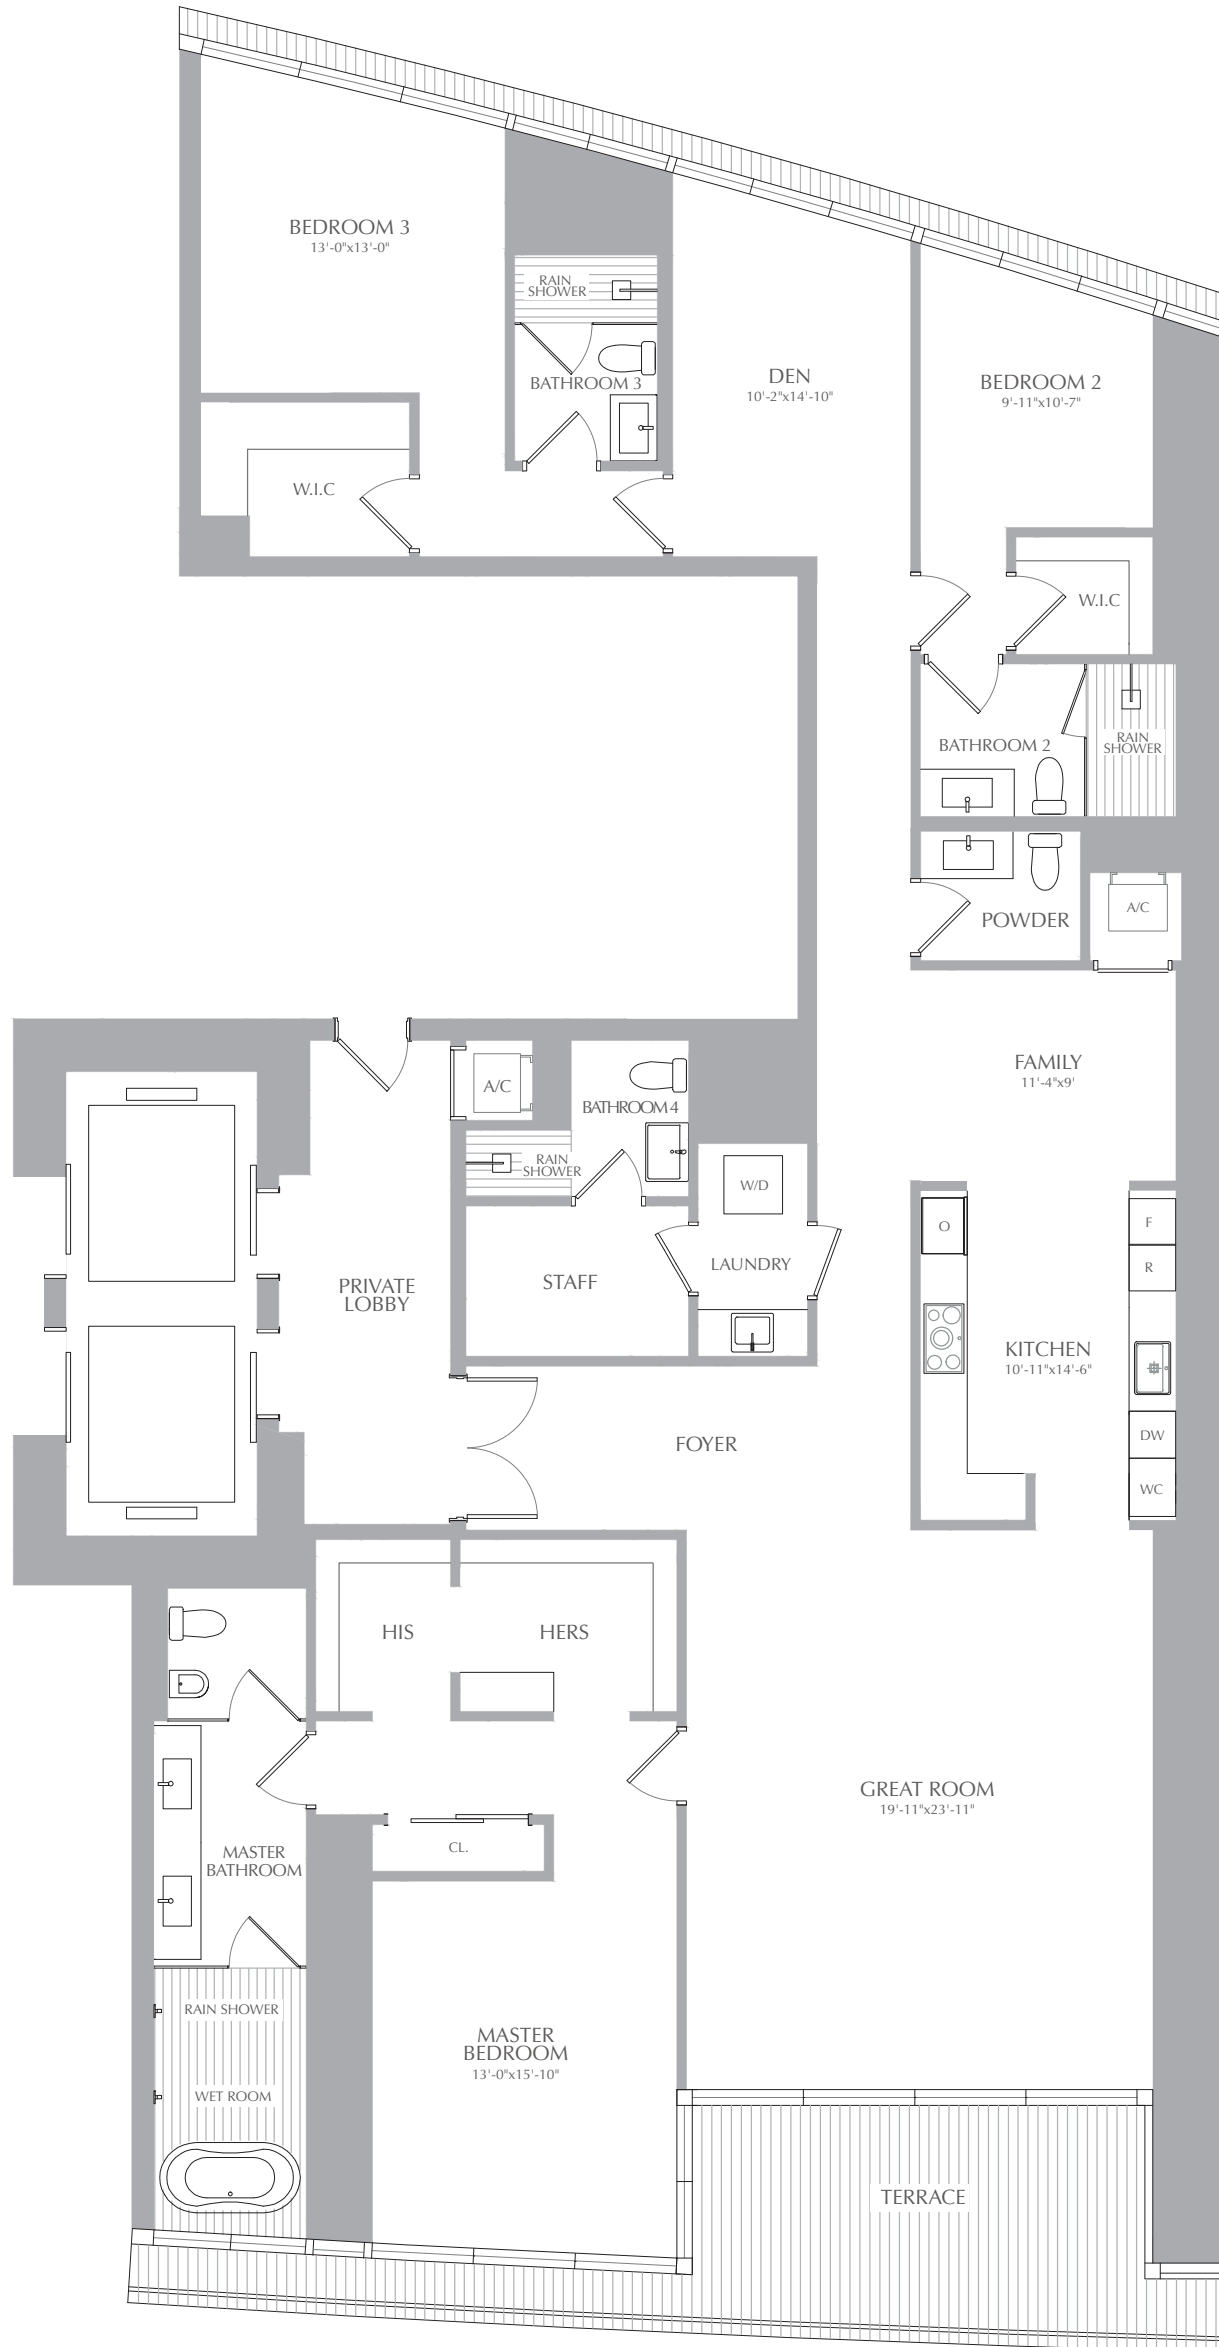 BEDROOM 3
13'-0"x13'-0"
RAIN
SHOWER
BATHROOM 3
DEN
10'-2"x14'-10"
BEDROOM 2
9'-11"x10'-7"
W.I.C
W.I.C
BATHROOM 2
RAIN
SHOWER
POWDER
A/C
FAMILY
11'-4"x9'
A/C
BATHROOM 4
RAIN
SHOWER
W/D
STAFF
LAUNDRY
PRIVATE
LOBBY
O
F
R
KITCHEN
10'-11"x14'-6"
DW
WC
FOYER
HIS
HERS
GREAT ROOM
19'-11"x23'-11"
CL.
MASTER
BATHROOM
RAIN SHOWER
MASTER
BEDROOM
13'-0"x15'-10"
WET ROOM
TERRACE